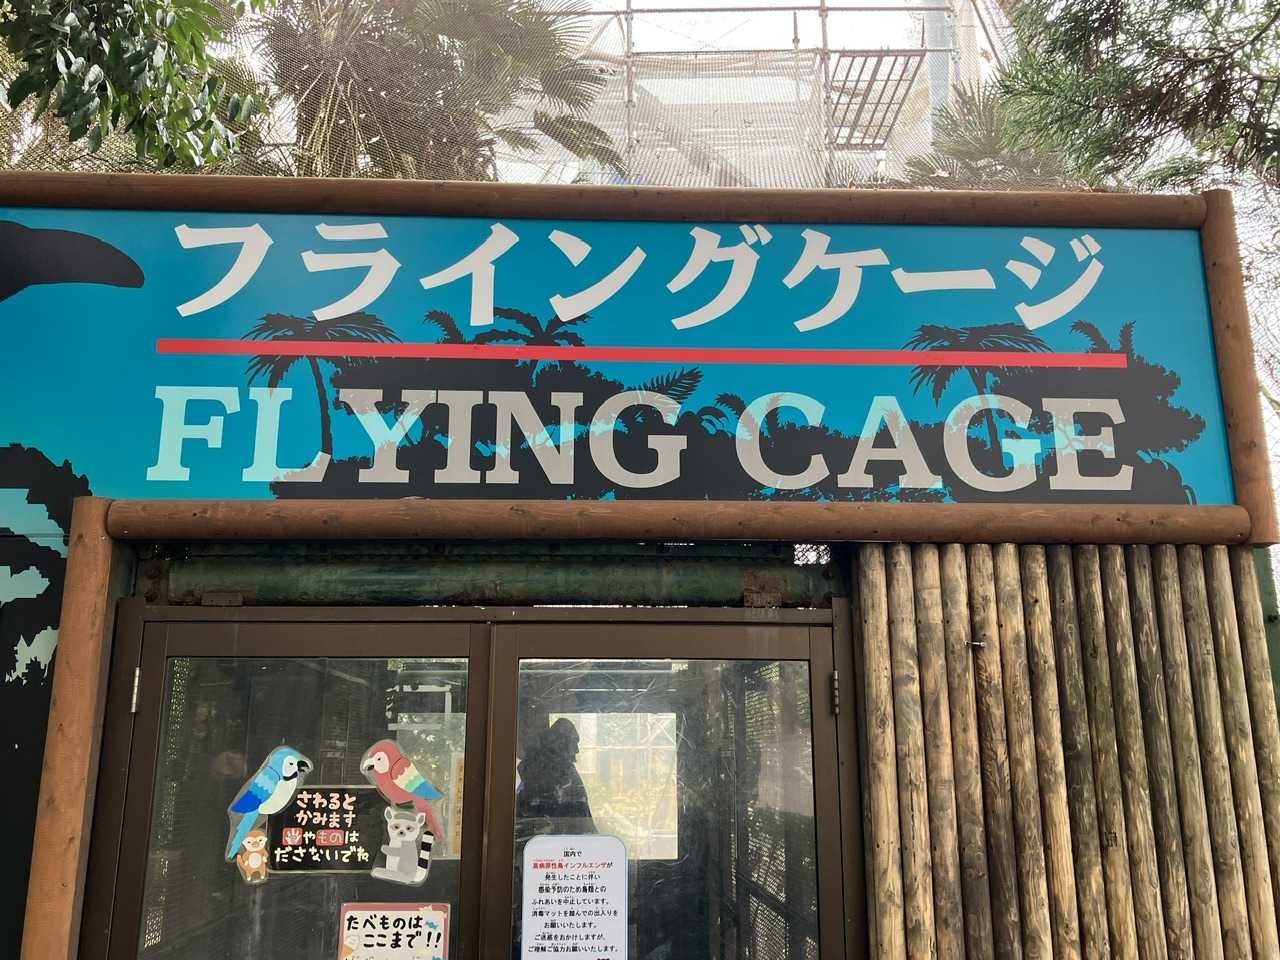 フライングケージ
FLYING CAGE
さわると
かみます
やものは
ださないでね
たべものは
ここまで!!
国内で
高病原性鳥インフルエンザが
発生したことに伴い
感染予防のため鳥類との
ふれあいを中止しています。
消毒マットを踏んでの出入りを
お願いいたします。
ご迷惑をおかけしますが、
ご理解ご協力お願いいたします。